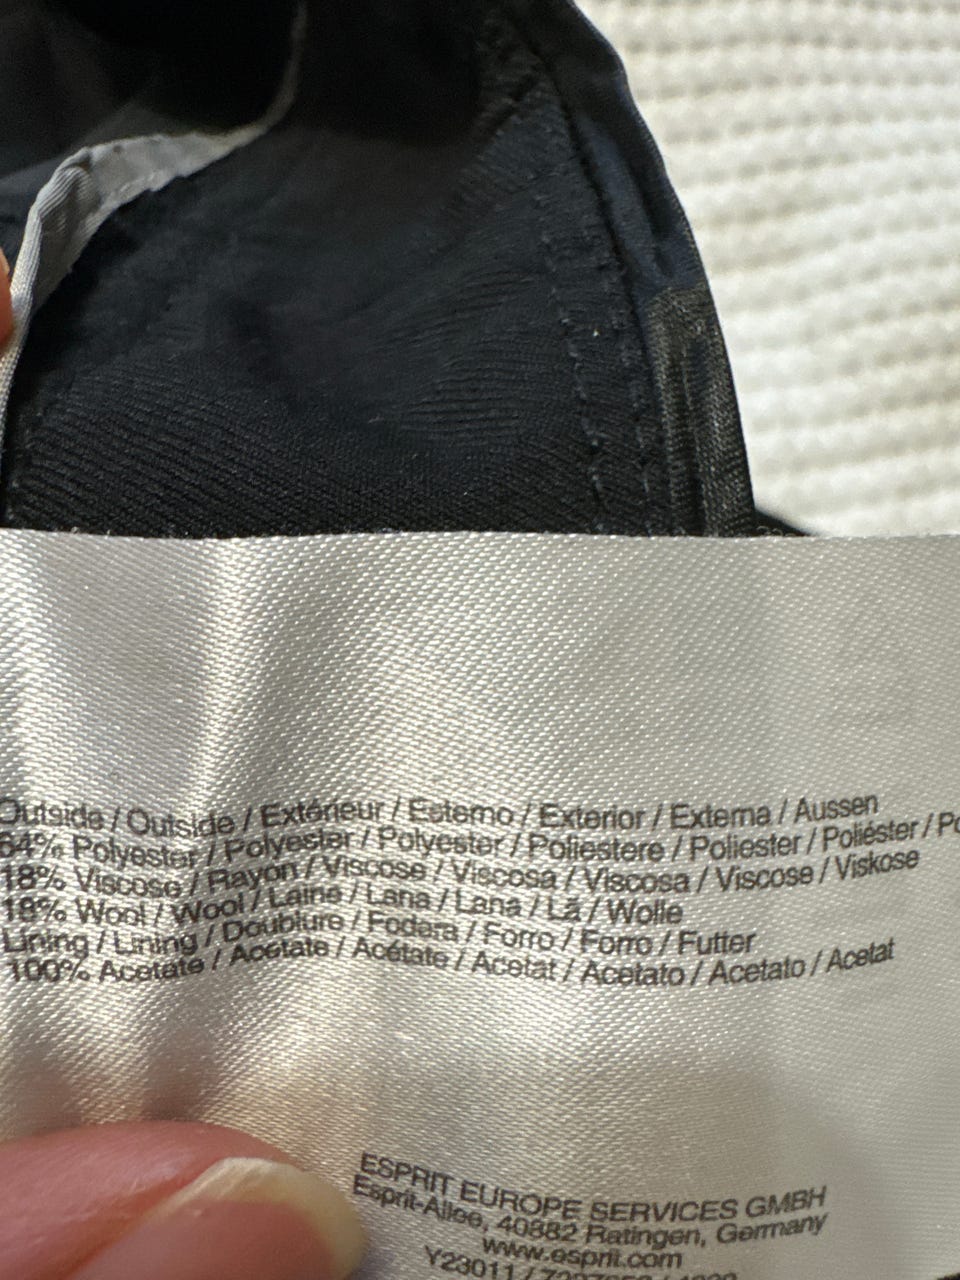 Outside / Outside / Extérieur / Esterno / Exterior / Externa / Aussen
64% Polyester / Polyester / Polyester / Poliestere / Poliester / Poliéster /
18% Viscose / Rayon / Viscose / Viscosa / Viscosa / Viscose / Viskose
18% Wool / Wool / Laine / Lana / Lana / Lã / Wolle
Lining / Lining / Doublure / Fodera / Forro / Forro / Futter
100% Acetate / Acetate / Acétate / Acetat / Acetato / Acetato / Acetat
ESPRIT EUROPE SERVICES GMBH
Esprit-Allee, 40882 Ratingen, Germany
www.esprit.com
Y23011 /